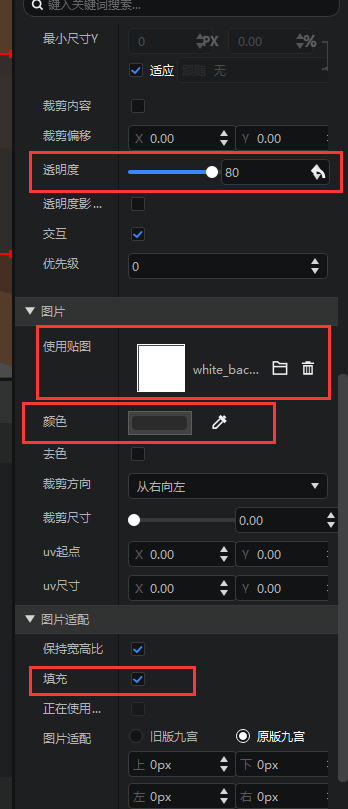 键入关键词搜索...
最小尺寸Y 0 PX 0.00 %
适应 跟随 无
裁剪内容
裁剪偏移 X 0.00 Y 0.00
透明度 80
透明度影 ...
交互
优先级 0
图片
使用贴图 white_bac...
颜色
去色
裁剪方向 从右向左
裁剪尺寸 0.00
uv起点 X 0.00 Y 0.00
uv尺寸 X 0.00 Y 0.00
图片适配
保持宽高比
填充
正在使用...
图片适配 旧版九宫 原版九宫
上 0px 下 0px
左 0px 右 0px